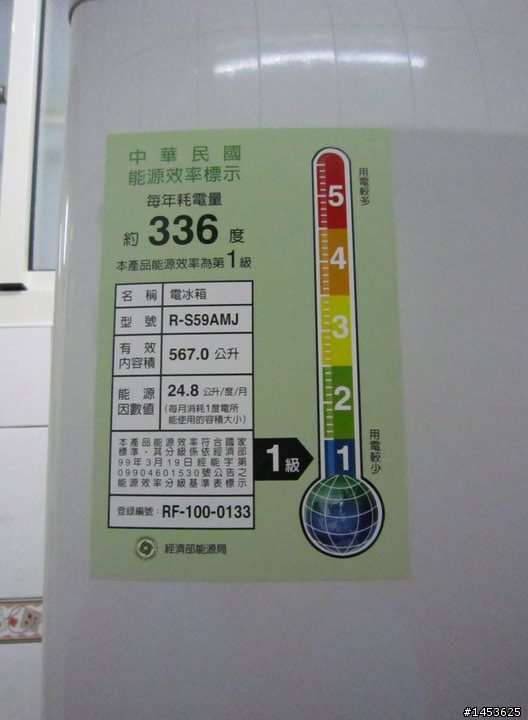 中華民國
能源效率標示
每年耗電量
約 336 度
本產品能源效率為第1級
名稱 電冰箱
型號 R-S59AMJ
有效
內容積 567.0 公升
能源
因數值 24.8 公升/度/月
(每月消耗1度電所
能使用的容積大小)
本產品能源效率符合國家
標準，其分級係依經濟部
99年3月19日經能字第
09904601530號公告之
能源效率分級基準表標示
登錄編號: RF-100-0133
經濟部能源局
用電較多
5
4
3
2
1
用電較少
1級
#1453625